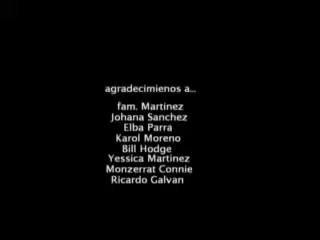 agradecimienos a...
fam. Martinez
Johana Sanchez
Elba Parra
Karol Moreno
Bill Hodge
Yessica Martinez
Monzerrat Connie
Ricardo Galvan